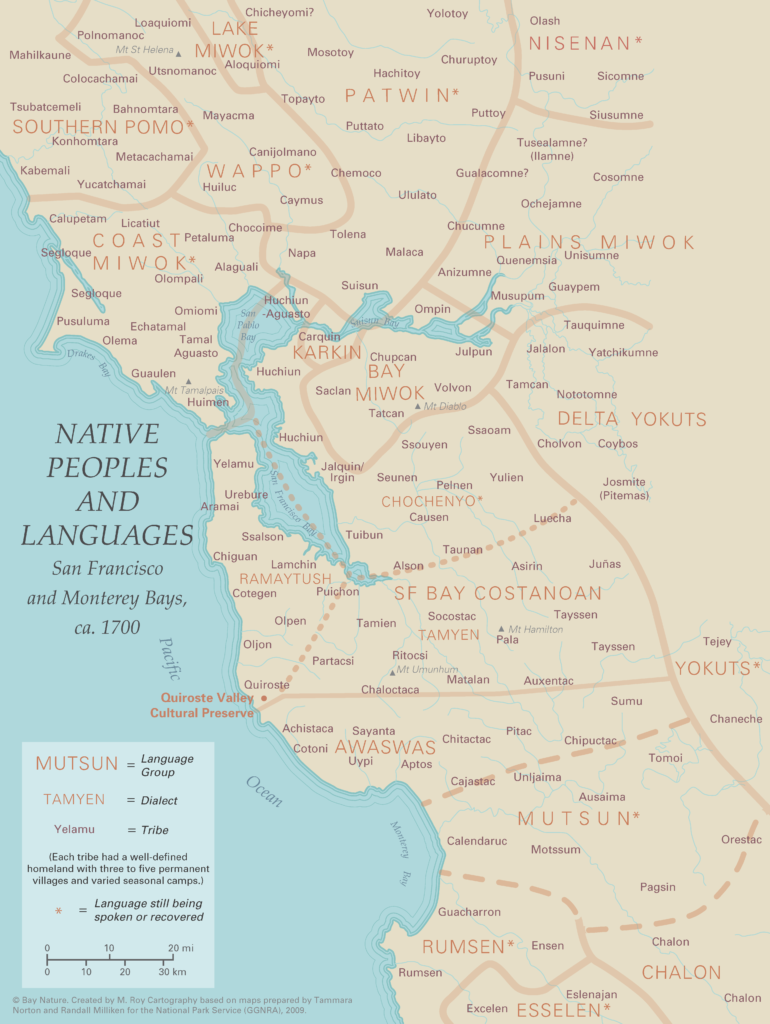 Chicheyomi?
Yolotoy
Loaquiomi
LAKE
MIWOK*
Olash
Polnomanoc
NISENAN*
Mt St Helena
Mosotoy
Mahilkaune
Aloquiomi
Churuptoy
Utsnomanoc
Hachitoy
Colocachamai
Pusuni
Sicomne
Topayto
PATWIN*
Tsubatcemeli
Bahnomtara
Mayacma
Puttoy
Siusumne
SOUTHERN POMO*
Puttato
Libayto
Konhomtara
Tusealamne?
(Ilamne)
Metacachamai
Canijolmano
Kabemali
WAPPO*
Chemoco
Gualacomne?
Cosomne
Yucatchamai
Huiluc
Ululato
Caymus
Ochejamne
Calupetam
Licatiut
Chocoime
Chucumne
COAST
MIWOK*
Petaluma
Tolena
PLAINS MIWOK
Segloque
Napa
Malaca
Quenemsia
Unisumne
Alaguali
Anizumne
Olompali
Suisun
Guaypem
Segloque
Huchiun
-Aguasto
Musupum
Omiomi
San
Pablo
Bay
Ompin
Pusuluma
Echatamal
Suisun Bay
Tauquimne
Olema
Tamal
Aguasto
Carquin
KARKIN
Chupcan
Julpun
Jalalon
Yatchikumne
Drakes Bay
Guaulen
Huchiun
BAY
MIWOK
Mt Tamalpais
Saclan
Volvon
Tamcan
Nototomne
Huimen
Tatcan
Mt Diablo
DELTA YOKUTS
NATIVE
PEOPLES
AND
LANGUAGES
San Francisco
and Monterey Bays,
ca. 1700
Huchiun
Ssaoam
Ssouyen
Cholvon
Coybos
Yelamu
Jalquin/
Irgin
Seunen
Yulien
Josmite
(Pitemas)
Pelnen
Urebure
San Francisco Bay
CHOCHENYO*
Aramai
Causen
Luecha
Ssalson
Tuibun
Chiguan
Taunan
Lamchin
Alson
Asirin
Juñas
RAMAYTUSH
Cotegen
Puichon
SF BAY COSTANOAN
Olpen
Tamien
Socostac
Tayssen
TAMYEN
Mt Hamilton
Pala
Oljon
Tayssen
Tejey
Pacific
Partacsi
Ritocsi
YOKUTS*
Mt Umunhum
Quiroste
Chaloctaca
Matalan
Auxentac
Quiroste Valley
Cultural Preserve
Sumu
Chaneche
Achistaca
Sayanta
Pitac
Cotoni
AWASWAS
Chitactac
Chipuctac
Uypi
Aptos
Tomoi
MUTSUN = Language
Group
Ocean
Cajastac
Unijaima
Ausaima
TAMYEN = Dialect
MUTSUN*
Yelamu = Tribe
Monterey
Bay
Calendaruc
Motssum
Orestac
(Each tribe had a well-defined
homeland with three to five permanent
villages and varied seasonal camps.)
Pagsin
* = Language still being
spoken or recovered
Guacharron
RUMSEN*
Ensen
Chalon
0 10 20 mi
0 10 20 30 km
Rumsen
CHALON
Eslenajan
Chalon
Excelen
ESSELEN*
© Bay Nature. Created by M. Roy Cartography based on maps prepared by Tammara
Norton and Randall Milliken for the National Park Service (GGNRA), 2009.